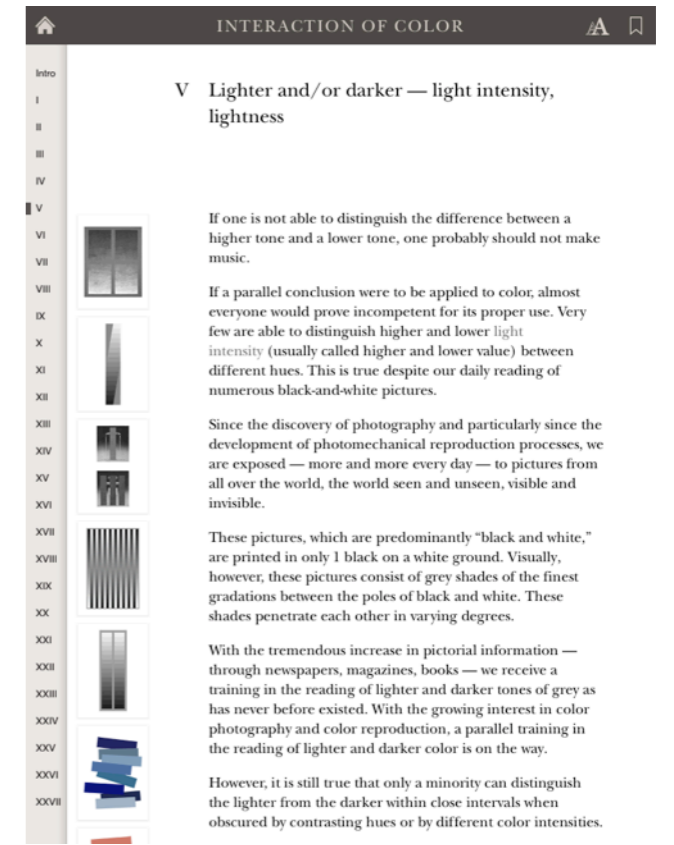 INTERACTION OF COLOR
AA
Intro
I
II
III
IV
V
VI
VII
VIII
IX
X
XI
XII
XIII
XIV
XV
XVI
XVII
XVIII
XIX
XX
XXI
XXII
XXIII
XXIV
XXV
XXVI
XXVII
V Lighter and/or darker — light intensity,
lightness
If one is not able to distinguish the difference between a
higher tone and a lower tone, one probably should not make
music.
If a parallel conclusion were to be applied to color, almost
everyone would prove incompetent for its proper use. Very
few are able to distinguish higher and lower light
intensity (usually called higher and lower value) between
different hues. This is true despite our daily reading of
numerous black-and-white pictures.
Since the discovery of photography and particularly since the
development of photomechanical reproduction processes, we
are exposed — more and more every day — to pictures from
all over the world, the world seen and unseen, visible and
invisible.
These pictures, which are predominantly “black and white,”
are printed in only 1 black on a white ground. Visually,
however, these pictures consist of grey shades of the finest
gradations between the poles of black and white. These
shades penetrate each other in varying degrees.
With the tremendous increase in pictorial information —
through newspapers, magazines, books — we receive a
training in the reading of lighter and darker tones of grey as
has never before existed. With the growing interest in color
photography and color reproduction, a parallel training in
the reading of lighter and darker color is on the way.
However, it is still true that only a minority can distinguish
the lighter from the darker within close intervals when
obscured by contrasting hues or by different color intensities.